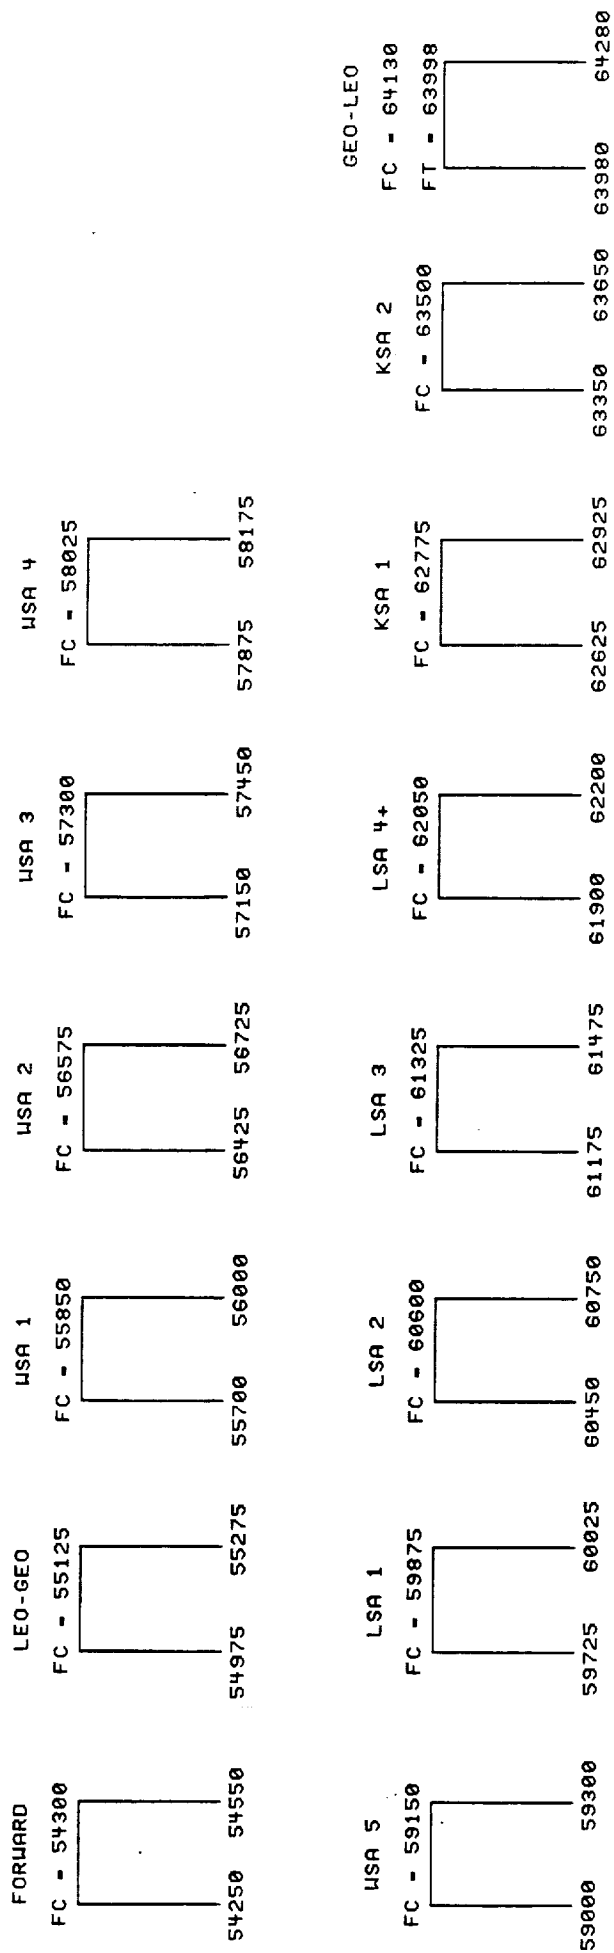 FORWARD
FC - 54300
54250 54550
LEO-GEO
FC - 55125
54975 55275
WSA 1
FC - 55850
55700 56000
WSA 2
FC - 56575
56425 56725
WSA 3
FC - 57300
57150 57450
WSA 4
FC - 58025
57875 58175
WSA 5
FC - 59150
59000 59300
LSA 1
FC - 59875
59725 60025
LSA 2
FC - 60600
60450 60750
LSA 3
FC - 61325
61175 61475
LSA 4+
FC - 62050
61900 62200
KSA 1
FC - 62775
62625 62925
KSA 2
FC - 63500
63350 63650
GEO-LEO
FC - 64130
FT - 63998
63980 64280